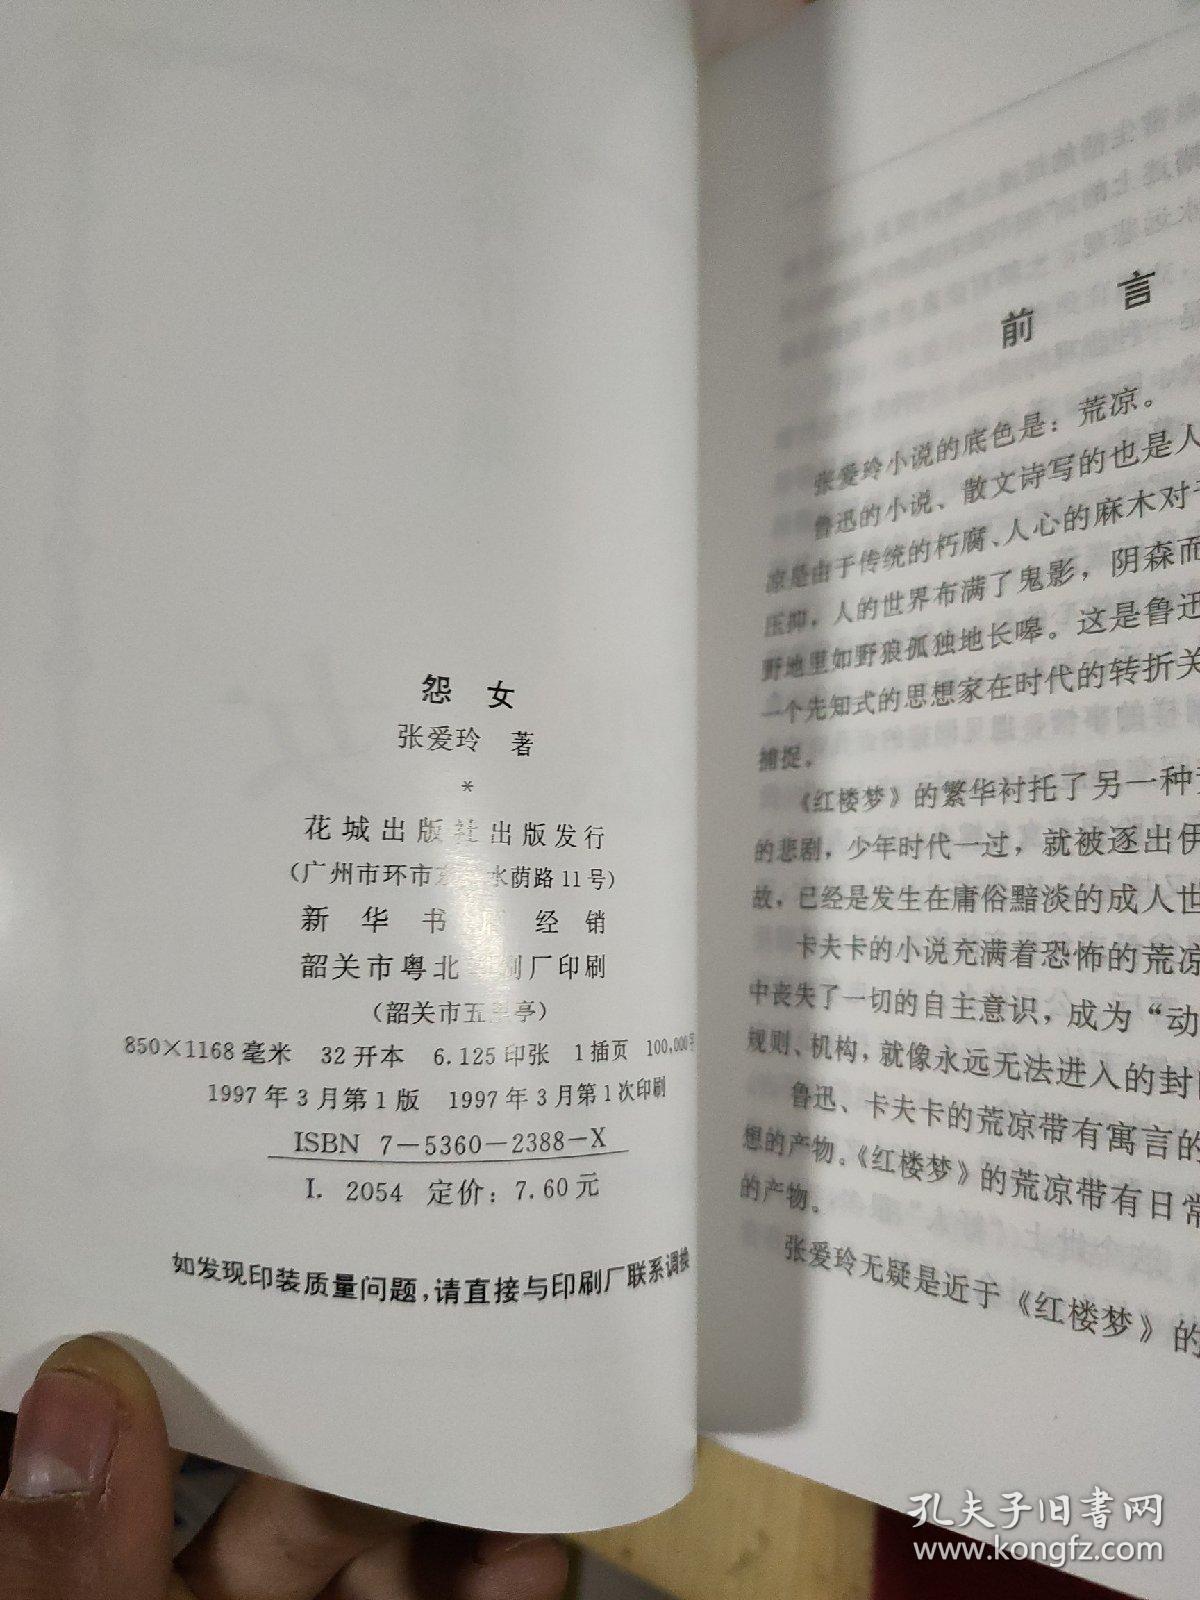 怨 女
张爱玲 著
*
花城出版社出版发行
(广州市环市 水荫路11号)
新华书 经销
韶关市粤北 刷厂印刷
(韶关市五 亭)
850×1168毫米 32开本 6.125印张 1插页 100,000字
1997年3月第1版 1997年3月第1次印刷
ISBN 7—5360—2388—X
I. 2054 定价：7.60元
如发现印装质量问题，请直接与印刷厂联系调换
前 言
张爱玲小说的底色是：荒凉。
鲁迅的小说、散文诗写的也是人
凉是由于传统的朽腐、人心的麻木对
压抑，人的世界布满了鬼影，阴森而
野地里如野狼孤独地长嗥。这是鲁迅
一个先知式的思想家在时代的转折关
捕捉。
《红楼梦》的繁华衬托了另一种
的悲剧，少年时代一过，就被逐出伊
故，已经是发生在庸俗黯淡的成人世
卡夫卡的小说充满着恐怖的荒凉
中丧失了一切的自主意识，成为“动
规则、机构，就像永远无法进入的封
鲁迅、卡夫卡的荒凉带有寓言的
想的产物。《红楼梦》的荒凉带有日常
的产物。
张爱玲无疑是近于《红楼梦》的
孔夫子旧书网
www.kongfz.com